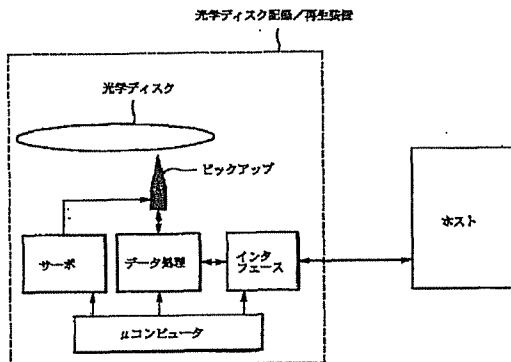 光学ディスク記録／再生装置
光学ディスク
ピックアップ
ホスト
サーボ
データ処理
インタ
フェース
μコンピュータ